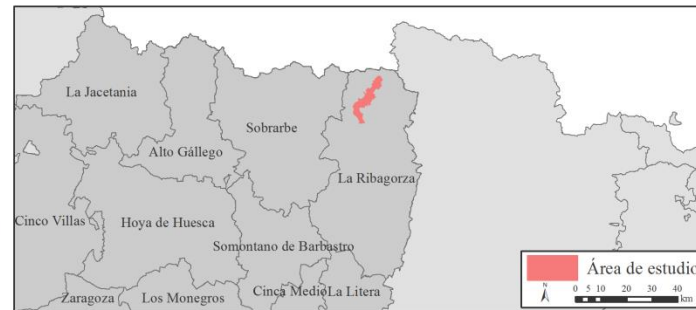 La Jacetania
Sobrarbe
Alto Gállego
La Ribagorza
Cinco Villas
Hoya de Huesca
Somontano de Barbastro
Zaragoza
Los Monegros
Cinca Medio
La Litera
Área de estudio
N
0 5 10 20 30 40
km